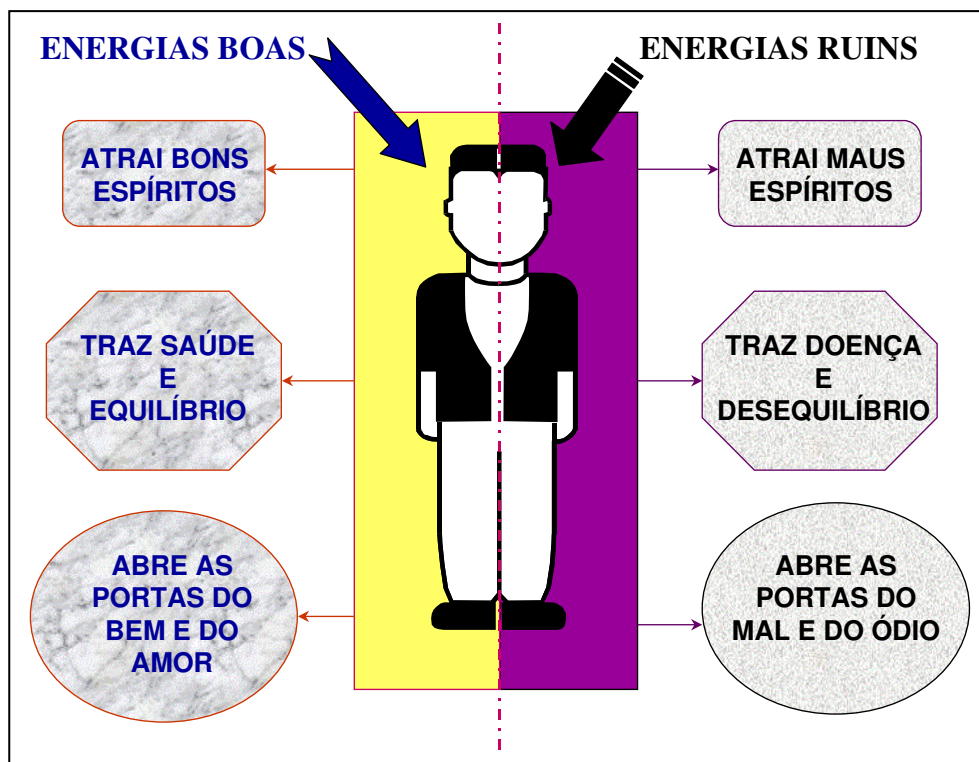 ENERGIAS BOAS
ENERGIAS RUINS
ATRAI BONS
ESPÍRITOS
ATRAI MAUS
ESPÍRITOS
TRAZ SAÚDE
E
EQUILÍBRIO
TRAZ DOENÇA
E
DESEQUILÍBRIO
ABRE AS
PORTAS DO
BEM E DO
AMOR
ABRE AS
PORTAS DO
MAL E DO ÓDIO